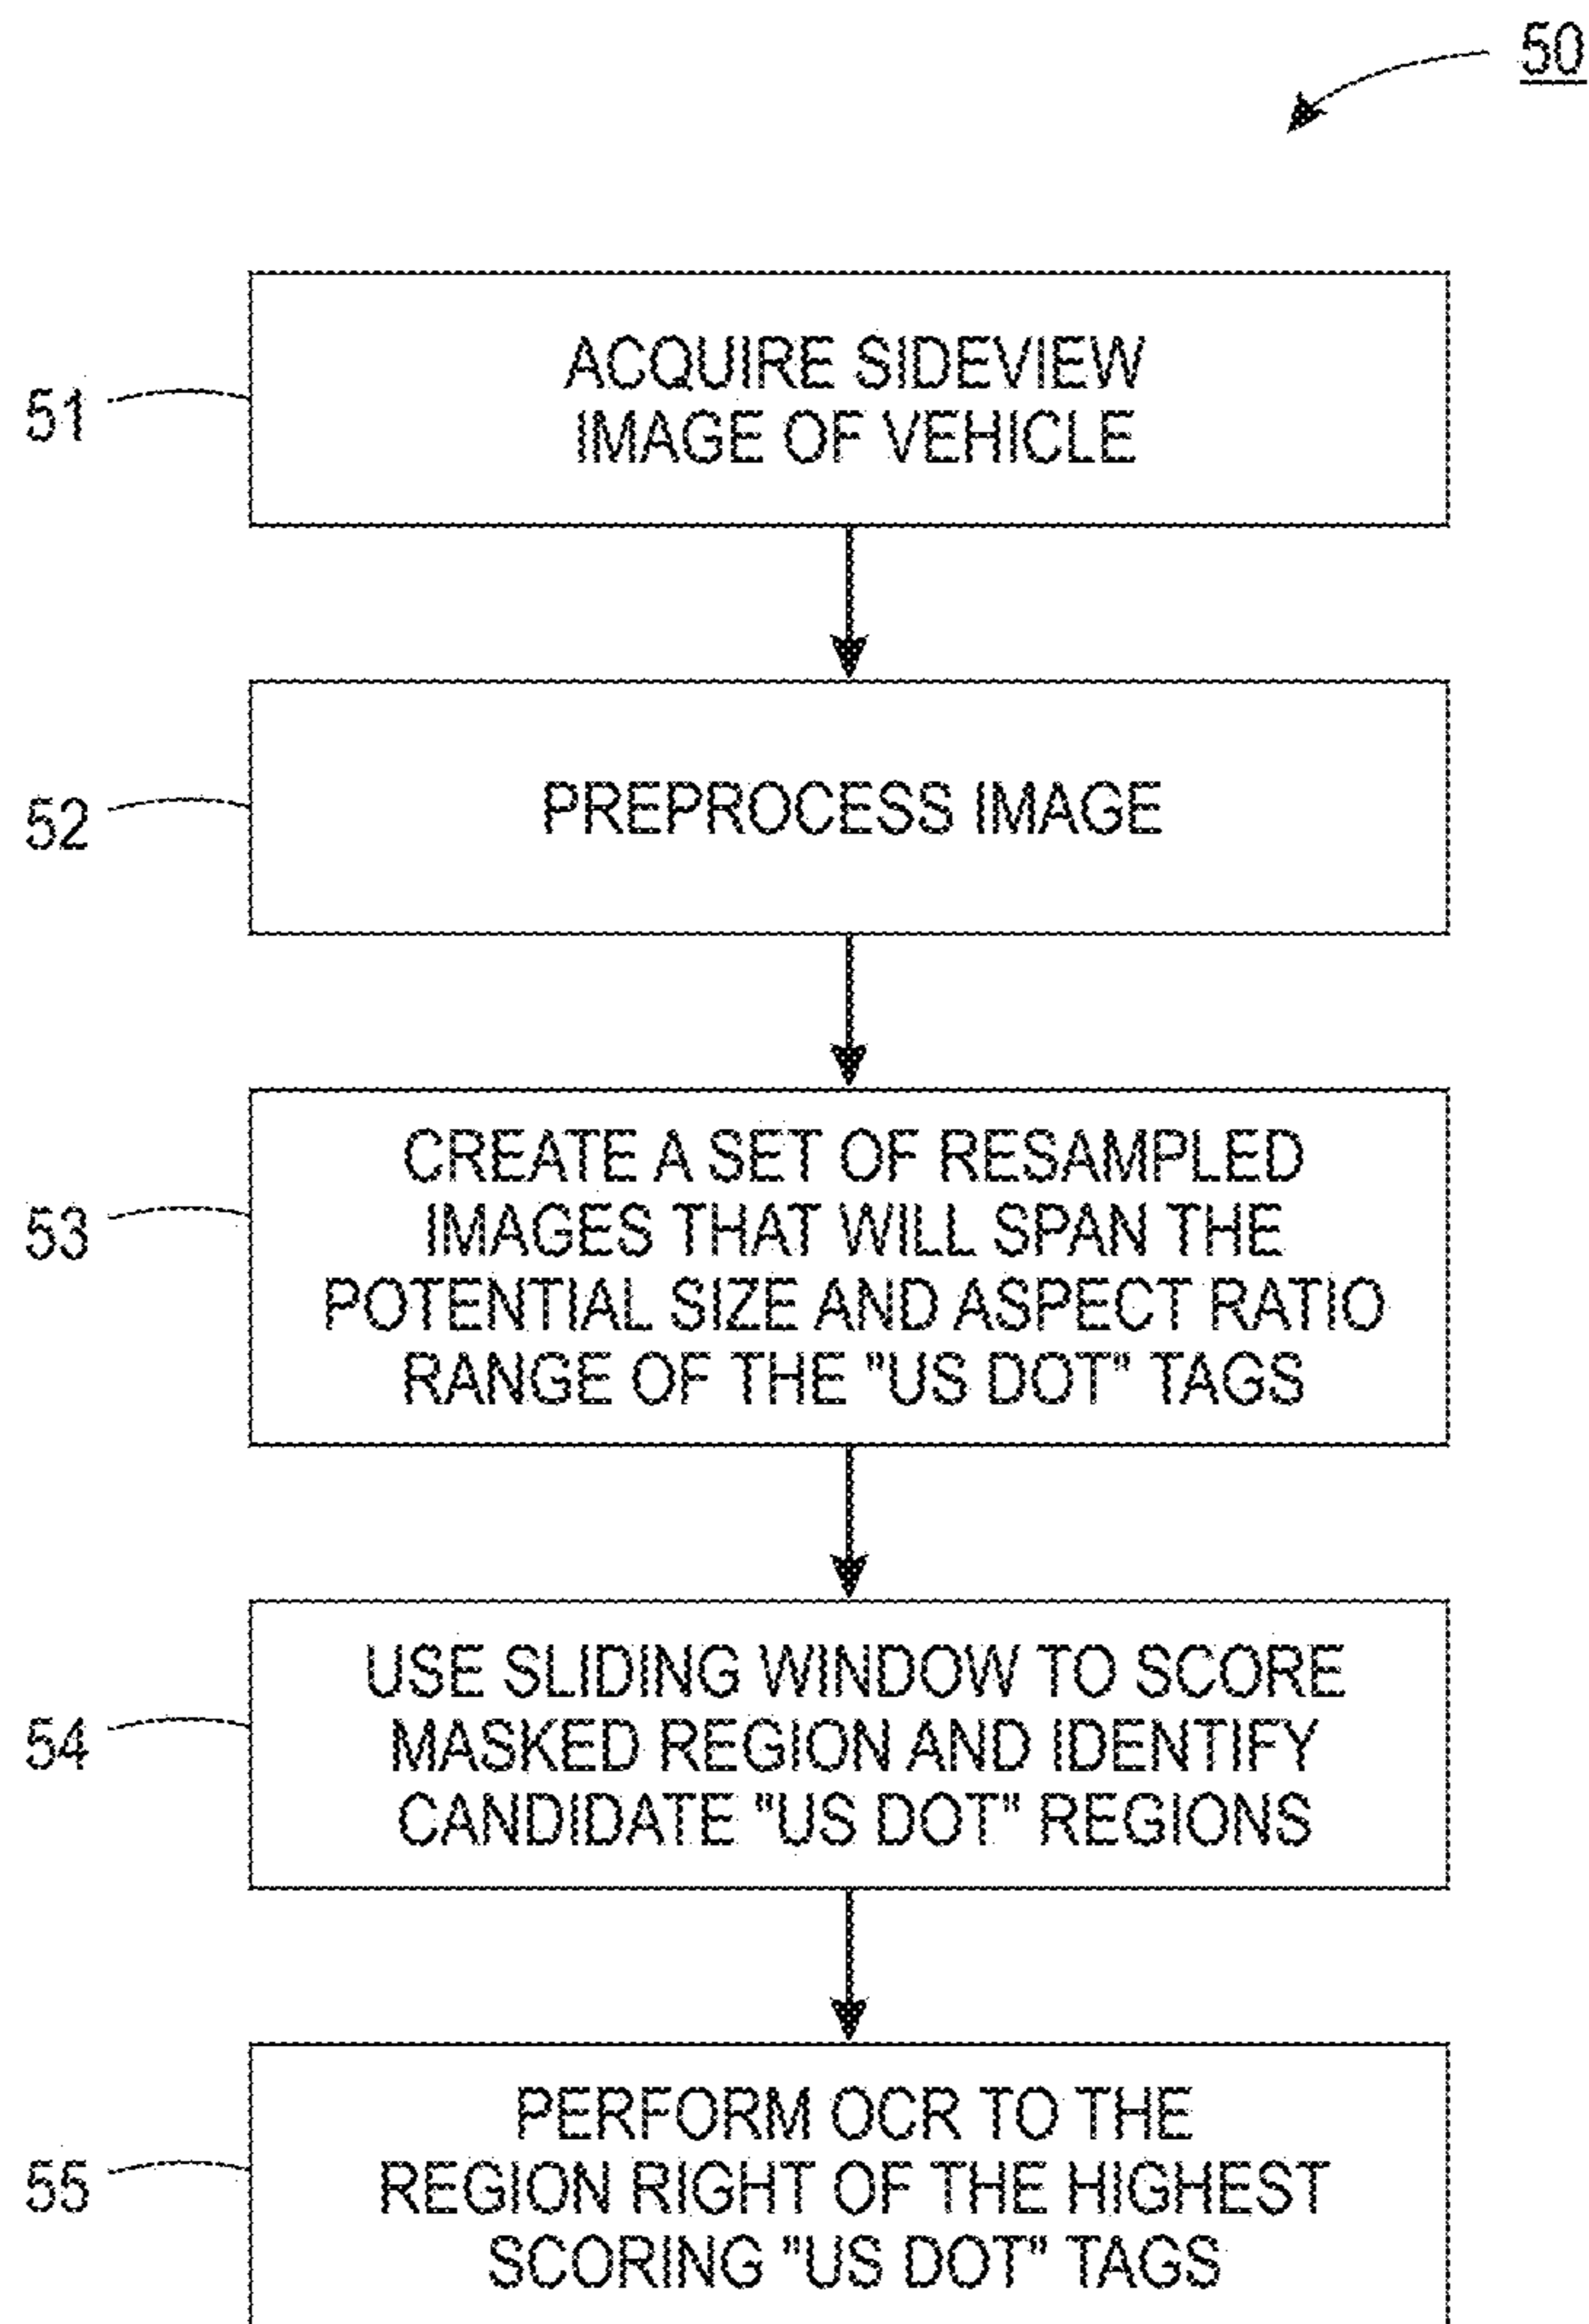 50
51
ACQUIRE SIDEVIEW
IMAGE OF VEHICLE
52
PREPROCESS IMAGE
53
CREATE A SET OF RESAMPLED
IMAGES THAT WILL SPAN THE
POTENTIAL SIZE AND ASPECT RATIO
RANGE OF THE "US DOT" TAGS
54
USE SLIDING WINDOW TO SCORE
MASKED REGION AND IDENTIFY
CANDIDATE "US DOT" REGIONS
55
PERFORM OCR TO THE
REGION RIGHT OF THE HIGHEST
SCORING "US DOT" TAGS